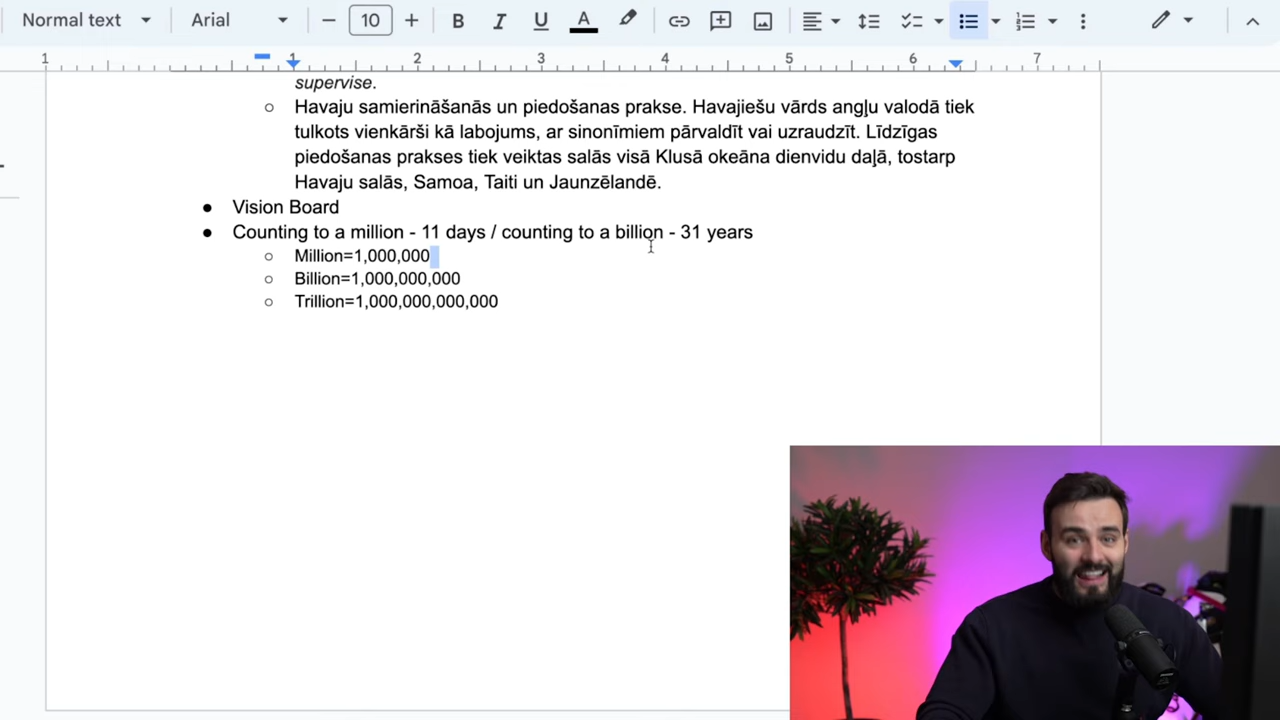 Normal text
Arial
10
B I U A
1 1 2 3 4 5 6 7
supervise.
Havaju samierināšanās un piedošanas prakse. Havajiešu vārds angļu valodā tiek
tulkots vienkārši kā labojums, ar sinonīmiem pārvaldīt vai uzraudzīt. Līdzīgas
piedošanas prakses tiek veiktas salās visā Klusā okeāna dienvidu daļā, tostarp
Havaju salās, Samoa, Taiti un Jaunzēlandē.
Vision Board
Counting to a million - 11 days / counting to a billion - 31 years
Million=1,000,000
Billion=1,000,000,000
Trillion=1,000,000,000,000